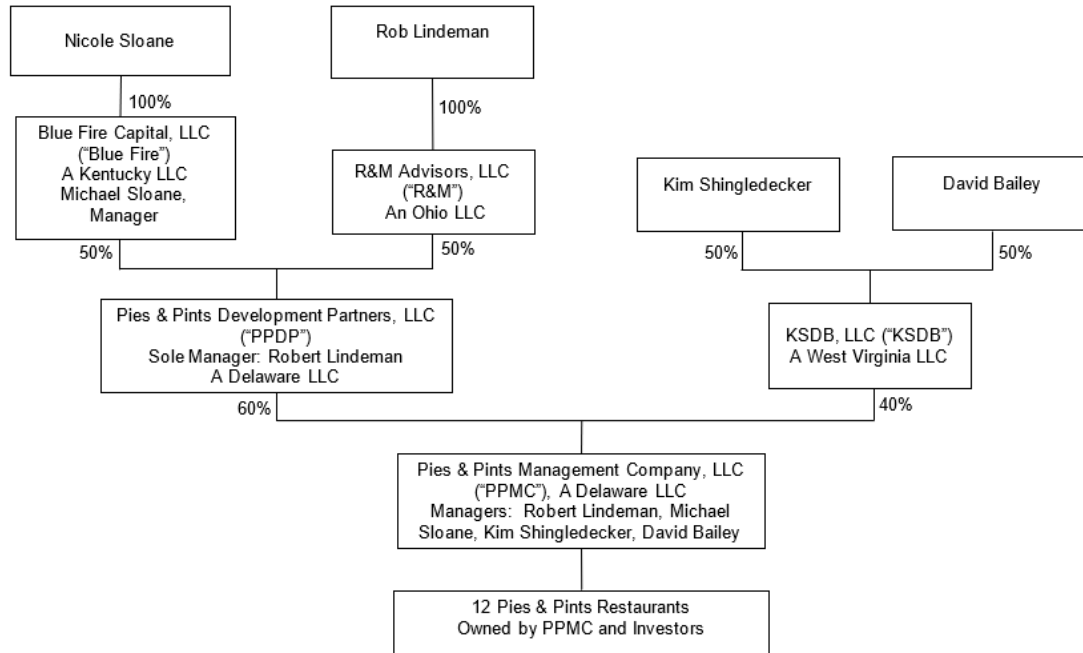 Nicole Sloane
Rob Lindeman
100%
100%
Blue Fire Capital, LLC
(“Blue Fire”)
A Kentucky LLC
Michael Sloane,
Manager
R&M Advisors, LLC
(“R&M”)
An Ohio LLC
Kim Shingledecker
David Bailey
50%
50%
50%
50%
Pies & Pints Development Partners, LLC
(“PPDP”)
Sole Manager: Robert Lindeman
A Delaware LLC
KSDB, LLC (“KSDB”)
A West Virginia LLC
60%
40%
Pies & Pints Management Company, LLC
(“PPMC”), A Delaware LLC
Managers: Robert Lindeman, Michael
Sloane, Kim Shingledecker, David Bailey
12 Pies & Pints Restaurants
Owned by PPMC and Investors